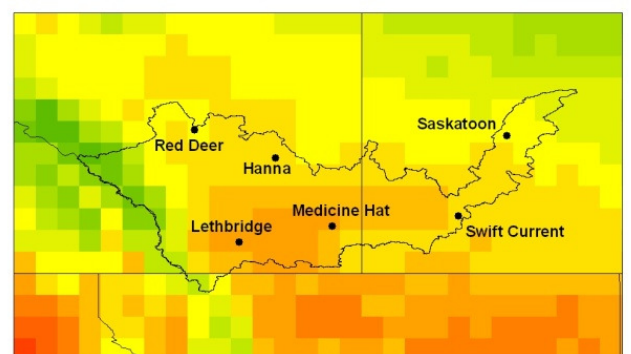 Saskatoon
Red Deer
Hanna
Medicine Hat
Lethbridge
Swift Current